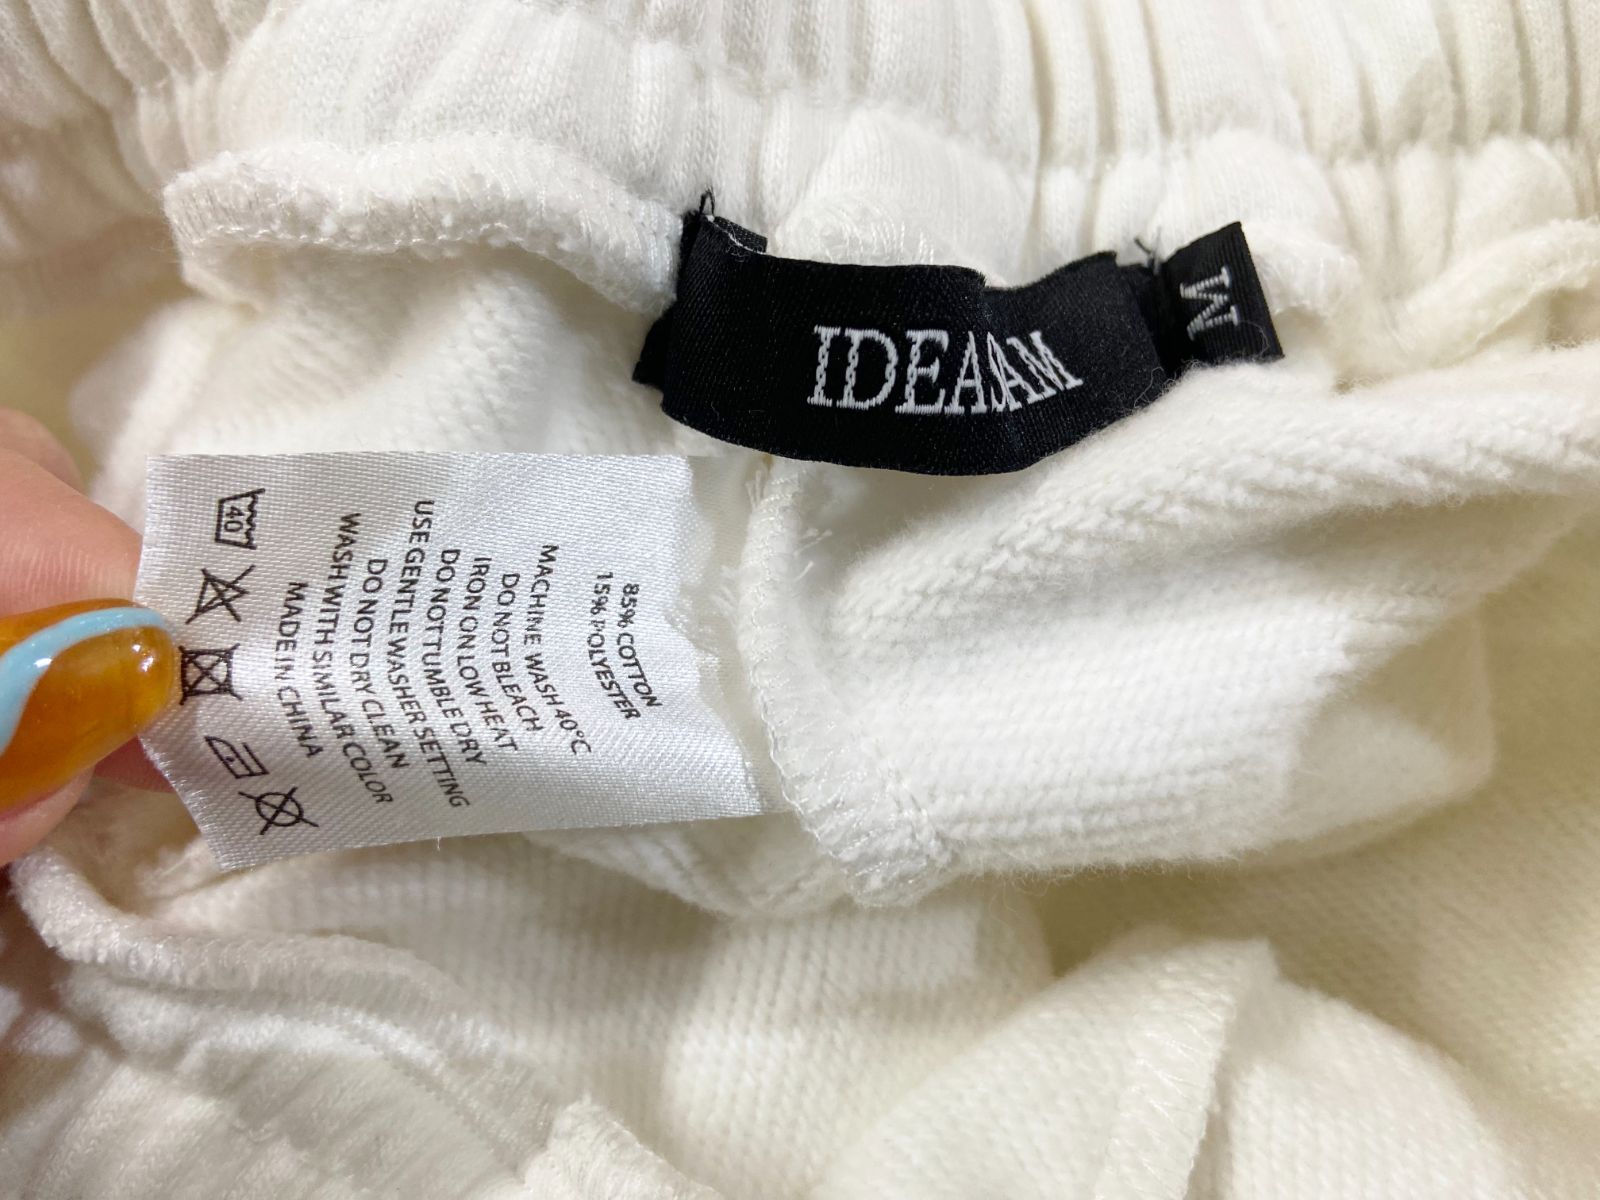 IDEASAM
M
85% COTTON
15% POLYESTER
MACHINE WASH 40°C
DO NOT BLEACH
IRON ON LOW HEAT
DO NOT TUMBLE DRY
USE GENTLE WASHER SETTING
DO NOT DRY CLEAN
WASH WITH SIMILAR COLOR
MADE IN CHINA
40